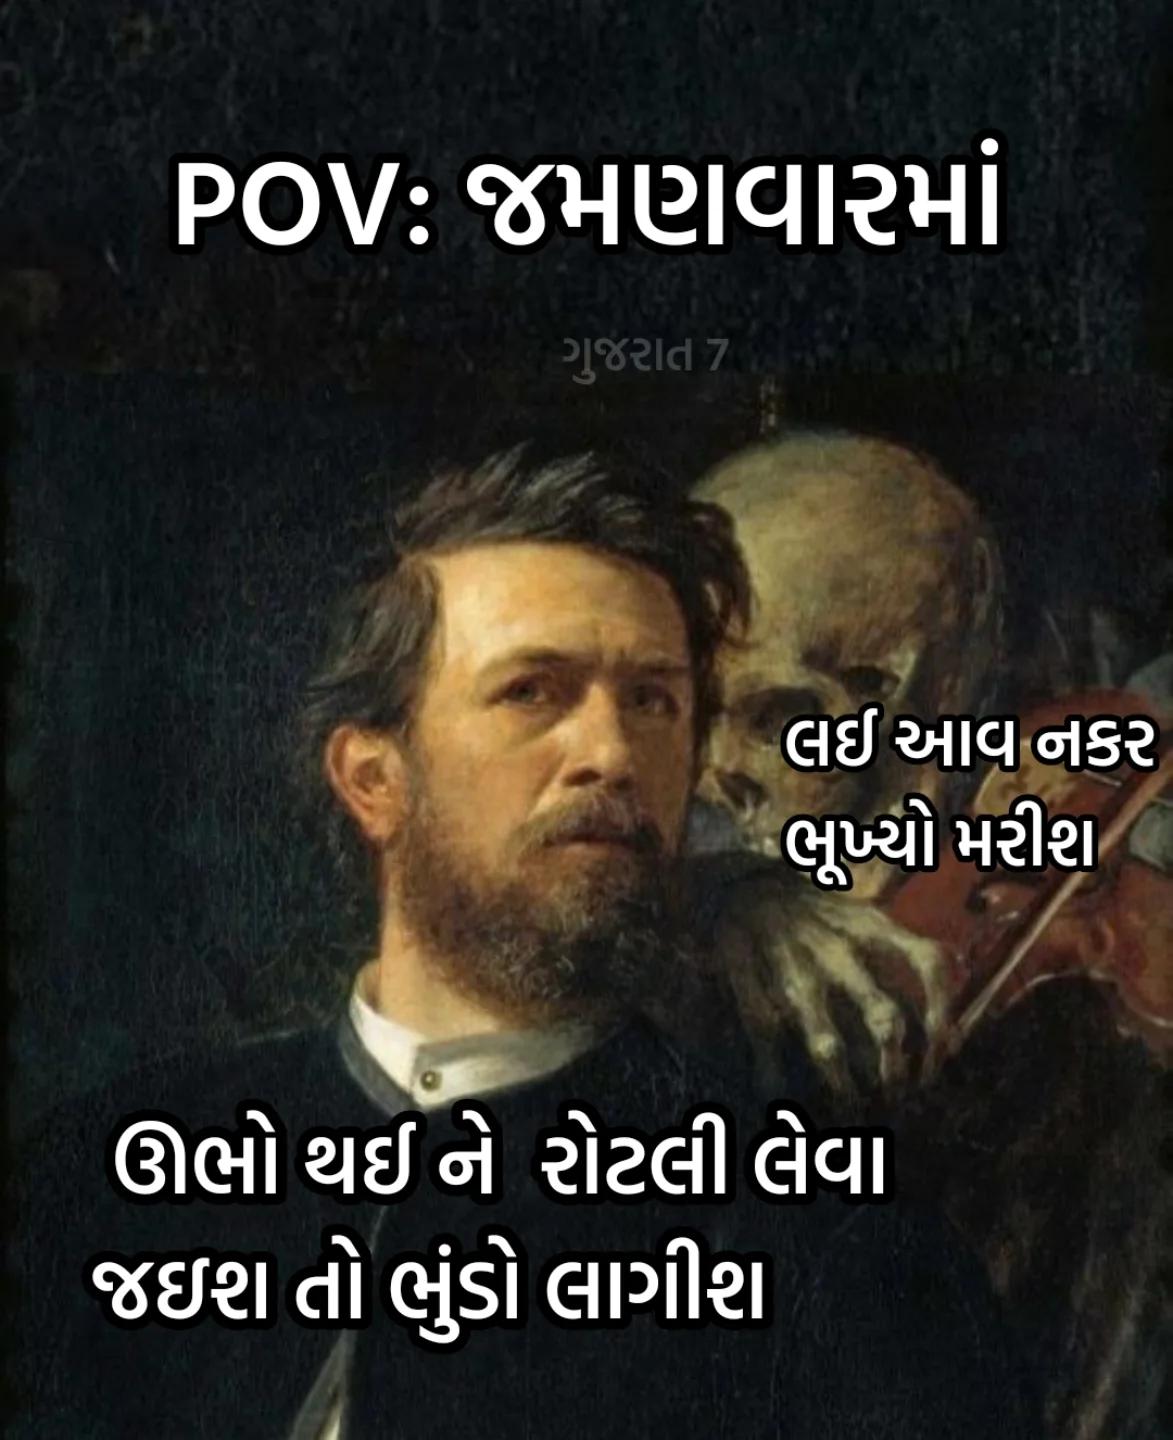 POV: જમણવારમાં
ગુજરાત 7
લઈ આવ નકર
ભૂખ્યો મરીશ
ઊભો થઈ ને રોટલી લેવા
જઇશ તો ભુંડો લાગીશ